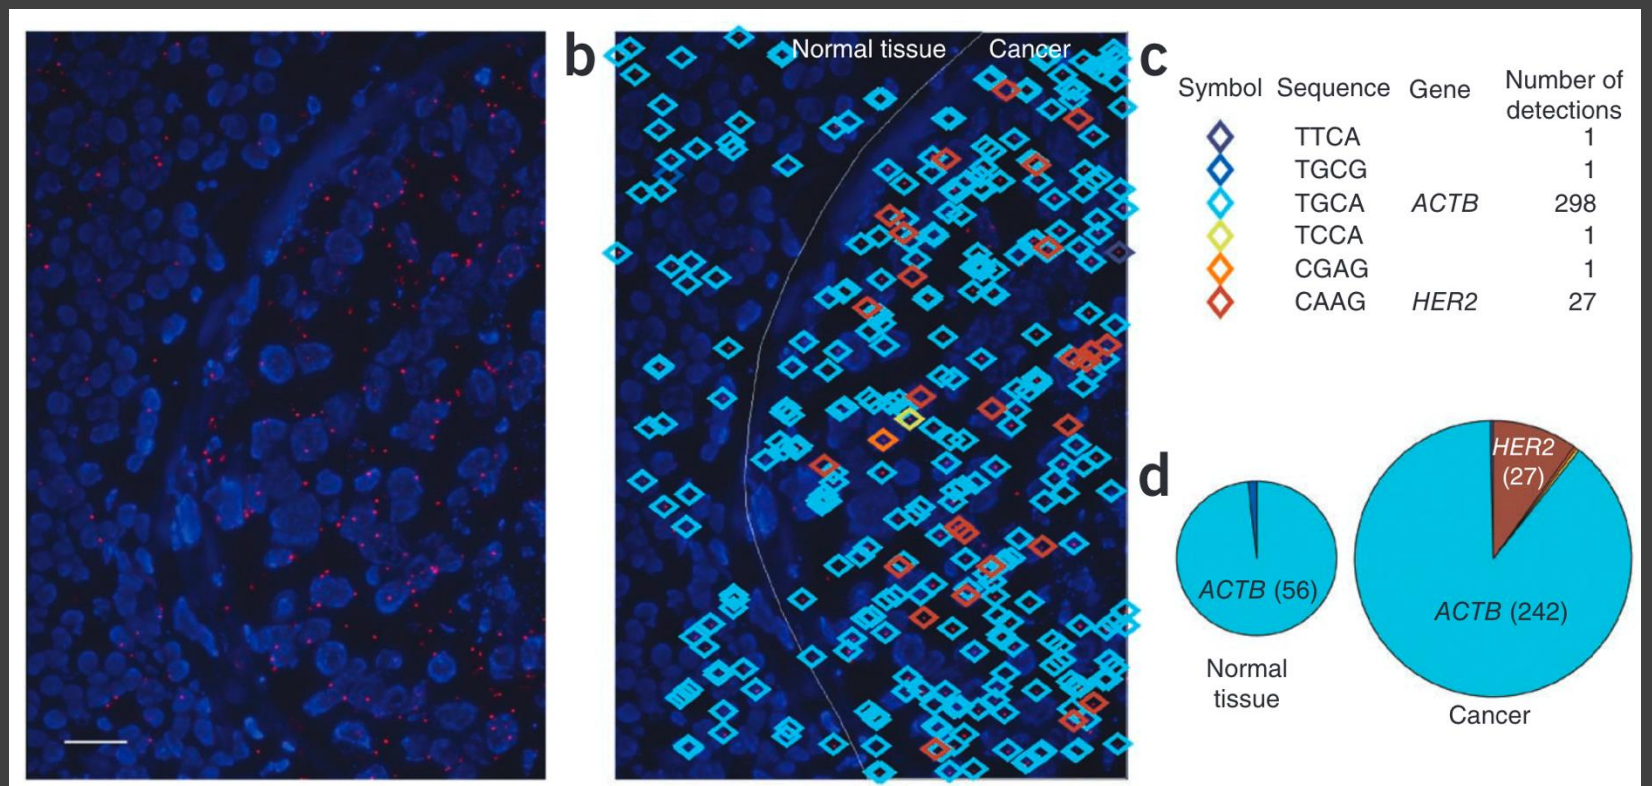 b
Normal tissue
Cancer
c
Symbol Sequence Gene Number of
detections
TTCA 1
TGCG 1
TGCA ACTB 298
TCCA 1
CGAG 1
CAAG HER2 27
d
ACTB (56)
Normal
tissue
HER2
(27)
ACTB (242)
Cancer